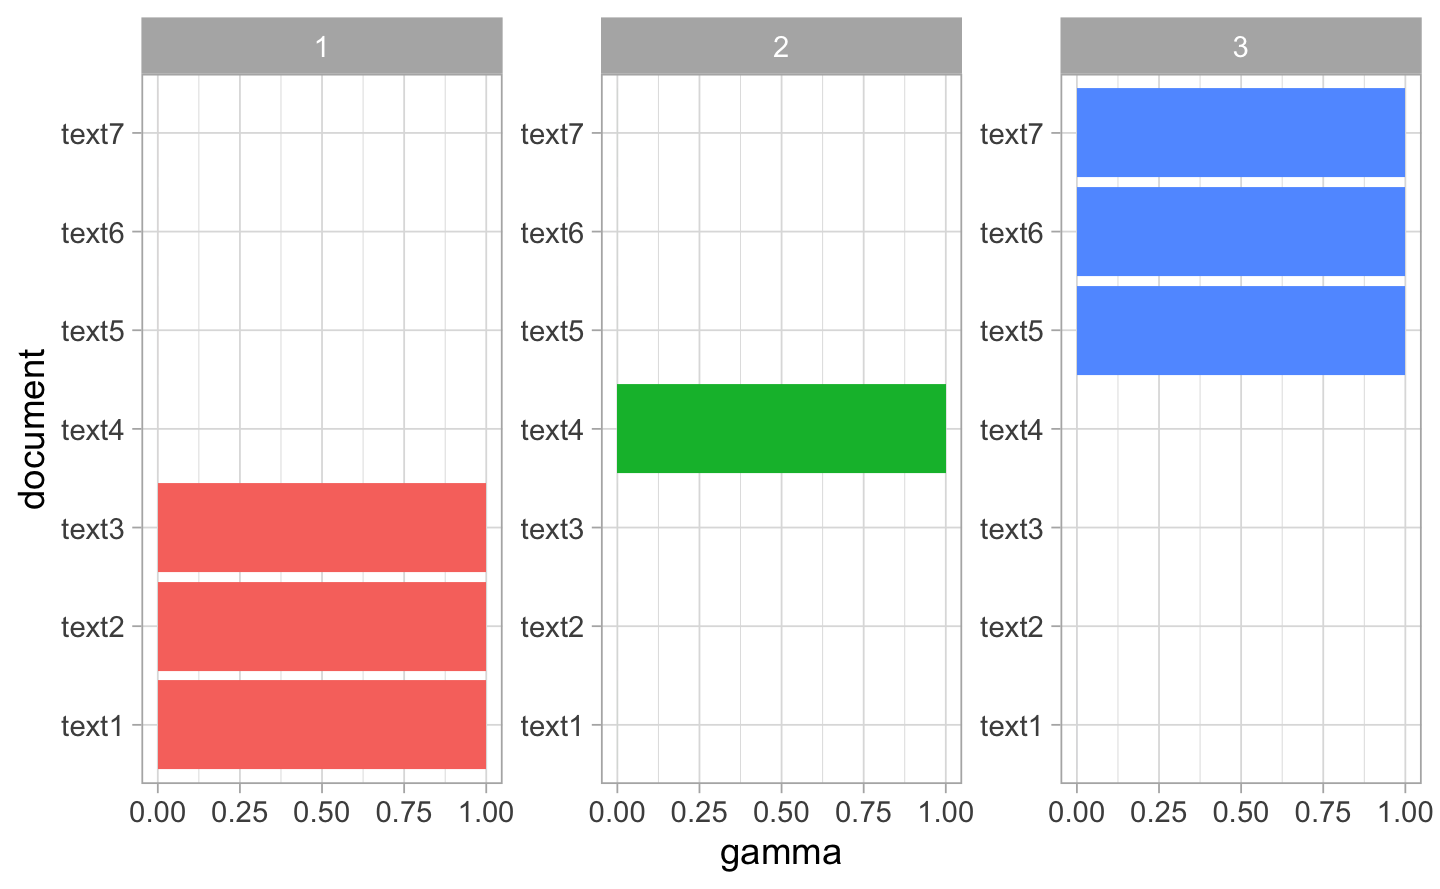 1 2 3
text7 text7 text7
text6 text6 text6
text5 text5 text5
text4 text4 text4
text3 text3 text3
text2 text2 text2
text1 text1 text1
document
0.00 0.25 0.50 0.75 1.00 0.00 0.25 0.50 0.75 1.00 0.00 0.25 0.50 0.75 1.00
gamma